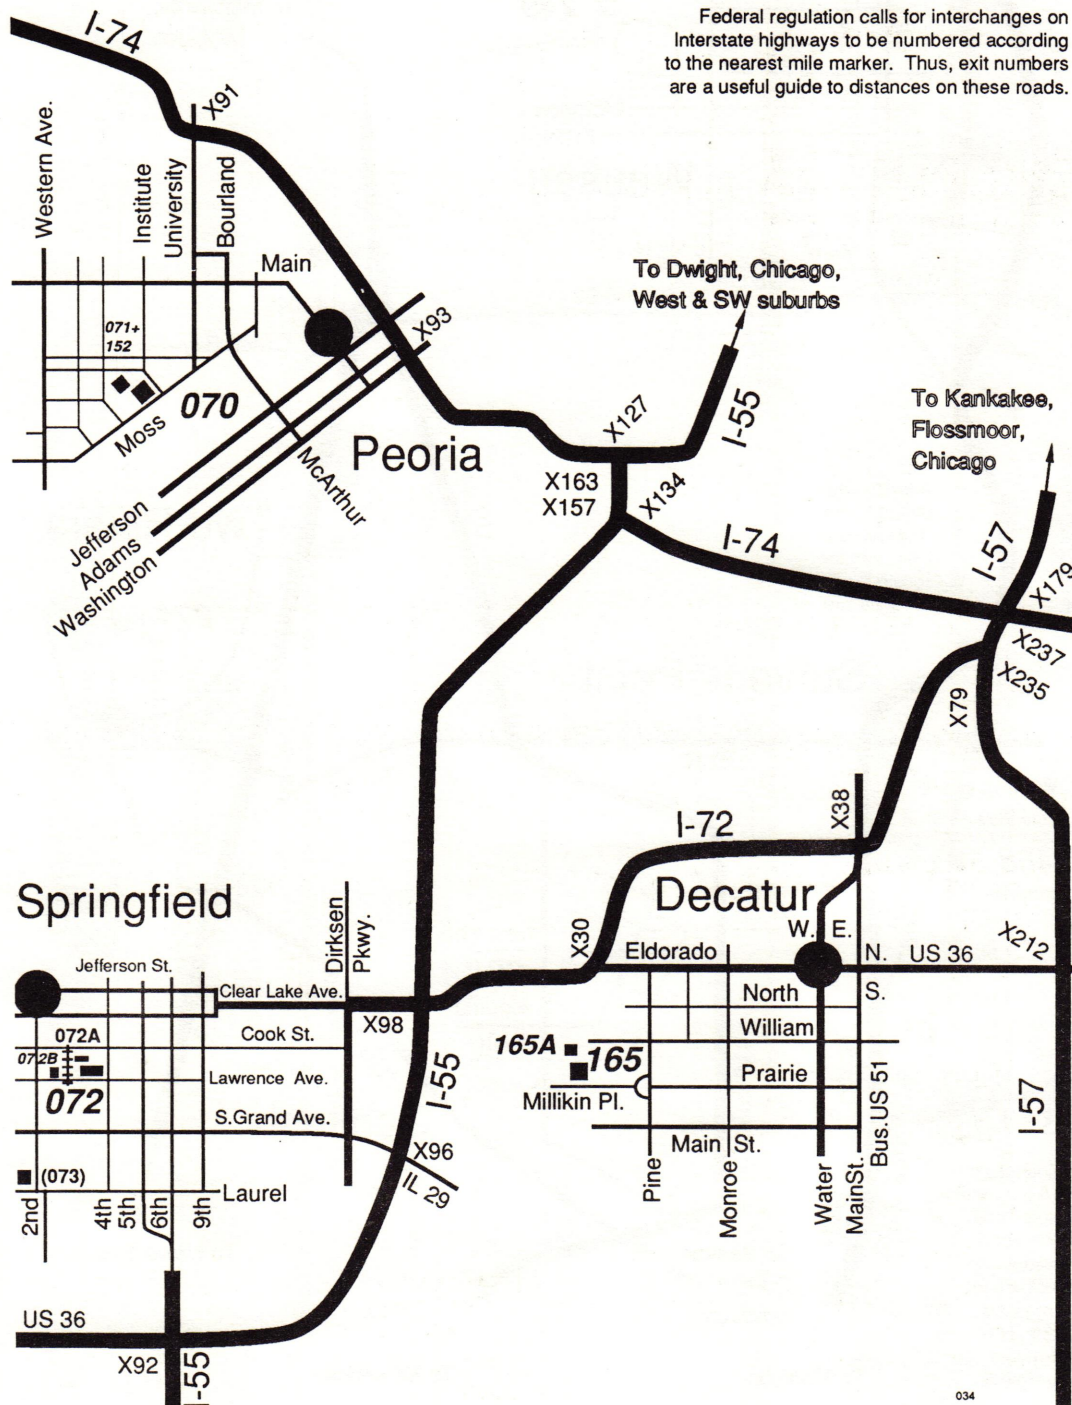 Federal regulation calls for interchanges on
Interstate highways to be numbered according
to the nearest mile marker. Thus, exit numbers
are a useful guide to distances on these roads.
I-74
X91
Western Ave.
Institute
University
Bourland
Main
071+
152
X93
070
Moss
Peoria
McArthur
Jefferson
Adams
Washington
To Dwight, Chicago,
West & SW suburbs
I-55
X127
X163
X157
X134
I-74
To Kankakee,
Flossmoor,
Chicago
I-57
X179
X237
X235
X79
X38
I-72
Springfield
Decatur
Dirksen
Pkwy.
X30
W. E.
X212
Jefferson St.
Eldorado
N.
US 36
Clear Lake Ave.
North
S.
072A
Cook St.
X98
William
072B
165A
165
Lawrence Ave.
072
I-55
Prairie
Millikin Pl.
Bus.US 51
I-57
S.Grand Ave.
X96
Main St.
IL 29
(073)
Laurel
2nd
4th
5th
6th
9th
Pine
Monroe
Water
MainSt.
US 36
X92
I-55
034